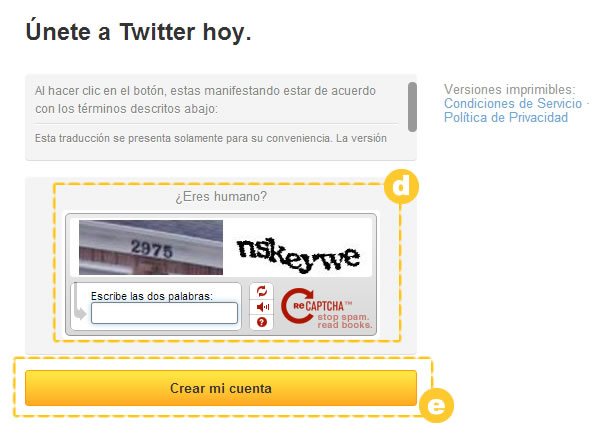 Únete a Twitter hoy.
Al hacer clic en el botón, estas manifestando estar de acuerdo
con los términos descritos abajo:
Esta traducción se presenta solamente para su conveniencia. La versión
Versiones imprimibles:
Condiciones de Servicio ·
Política de Privacidad
d
¿Eres humano?
2975
nskeywe
Escribe las dos palabras:
?
reCAPTCHA™
stop spam.
read books.
Crear mi cuenta
e